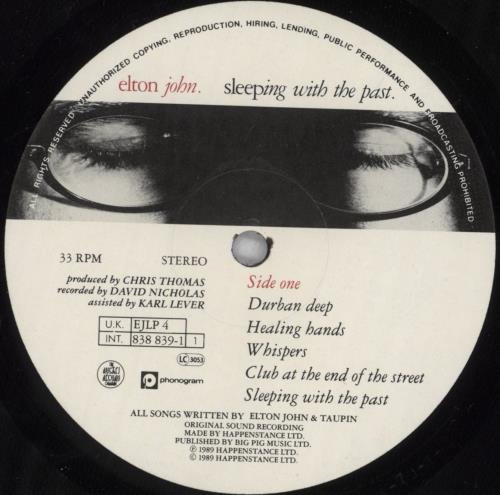 ALL RIGHTS RESERVED. UNAUTHORIZED COPYING, REPRODUCTION, HIRING, LENDING, PUBLIC PERFORMANCE AND BROADCASTING PROHIBITED.
elton john. sleeping with the past.
33 RPM STEREO
produced by CHRIS THOMAS
recorded by DAVID NICHOLAS
assisted by KARL LEVER
U.K. EJLP 4
INT. 838 839-1 1
LC 3053
THE ROCKET RECORD COMPANY
phonogram
Side one
Durban deep
Healing hands
Whispers
Club at the end of the street
Sleeping with the past
ALL SONGS WRITTEN BY ELTON JOHN & TAUPIN
ORIGINAL SOUND RECORDING
MADE BY HAPPENSTANCE LTD.
PUBLISHED BY BIG PIG MUSIC LTD.
℗ 1989 HAPPENSTANCE LTD.
© 1989 HAPPENSTANCE LTD.